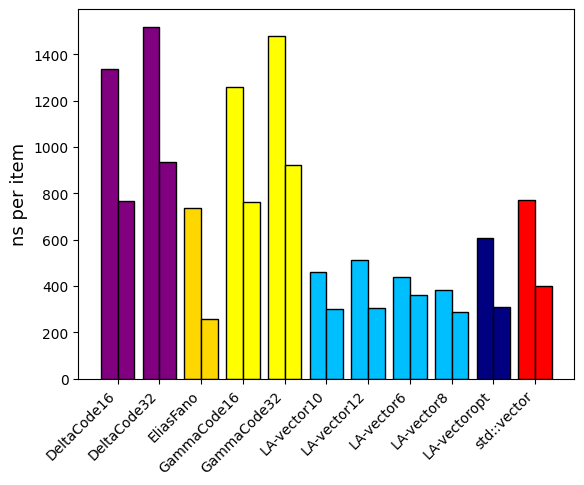 ns per item
1400
1200
1000
800
600
400
200
0
DeltaCode16
DeltaCode32
EliasFano
GammaCode16
GammaCode32
LA-vector10
LA-vector12
LA-vector6
LA-vector8
LA-vectoropt
std::vector